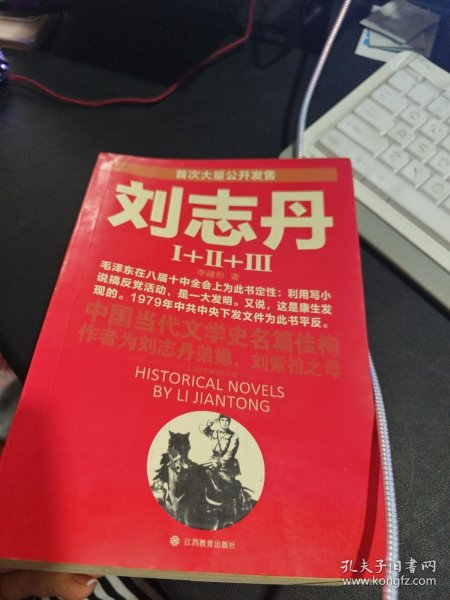 首次大量公开发售
刘志丹
I+II+III
李建彤 著
毛泽东在八届十中全会上为此书定性：利用写小
说搞反党活动，是一大发明。又说，这是康生发
现的。1979年中共中央下发文件为此书平反。
中国当代文学史名篇佳构
作者为刘志丹弟媳，刘索拉之母
HISTORICAL NOVELS
BY LI JIANTONG
江西教育出版社
孔夫子旧书网
www.kongfz.com